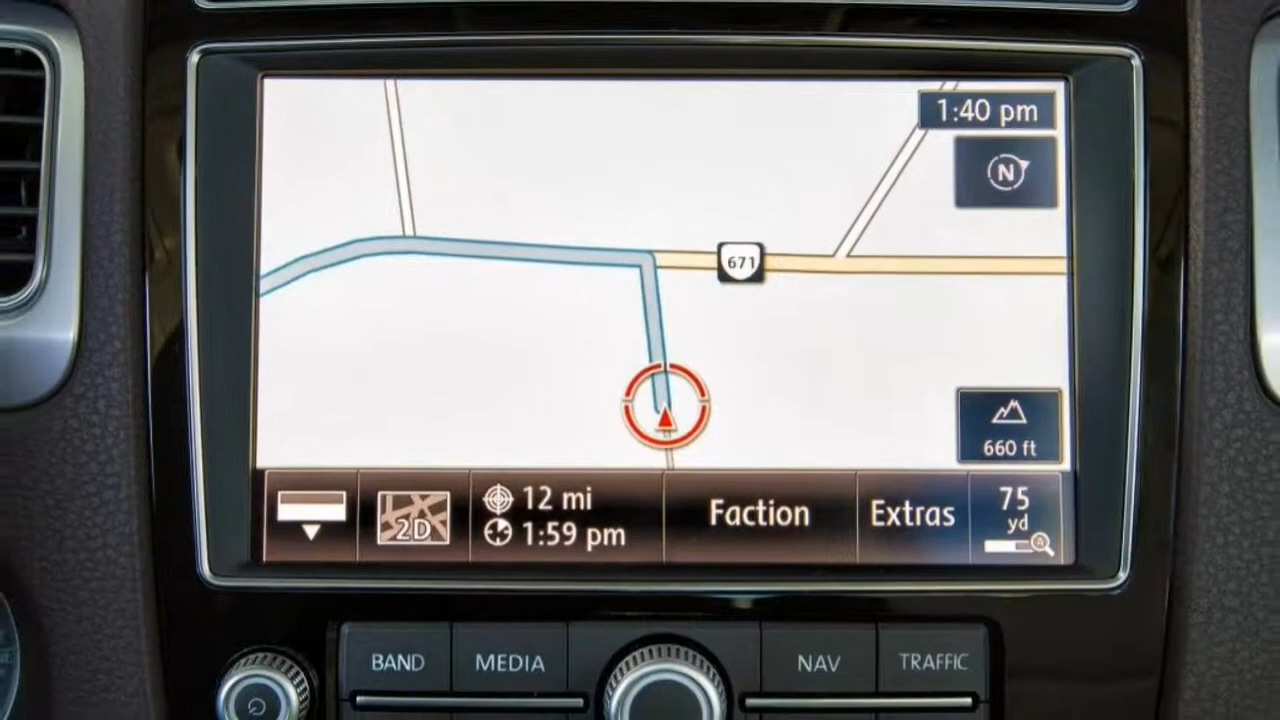 1:40 pm
N
671
660 ft
2D
12 mi
1:59 pm
Faction
Extras
75
yd
A
BAND
MEDIA
NAV
TRAFFIC